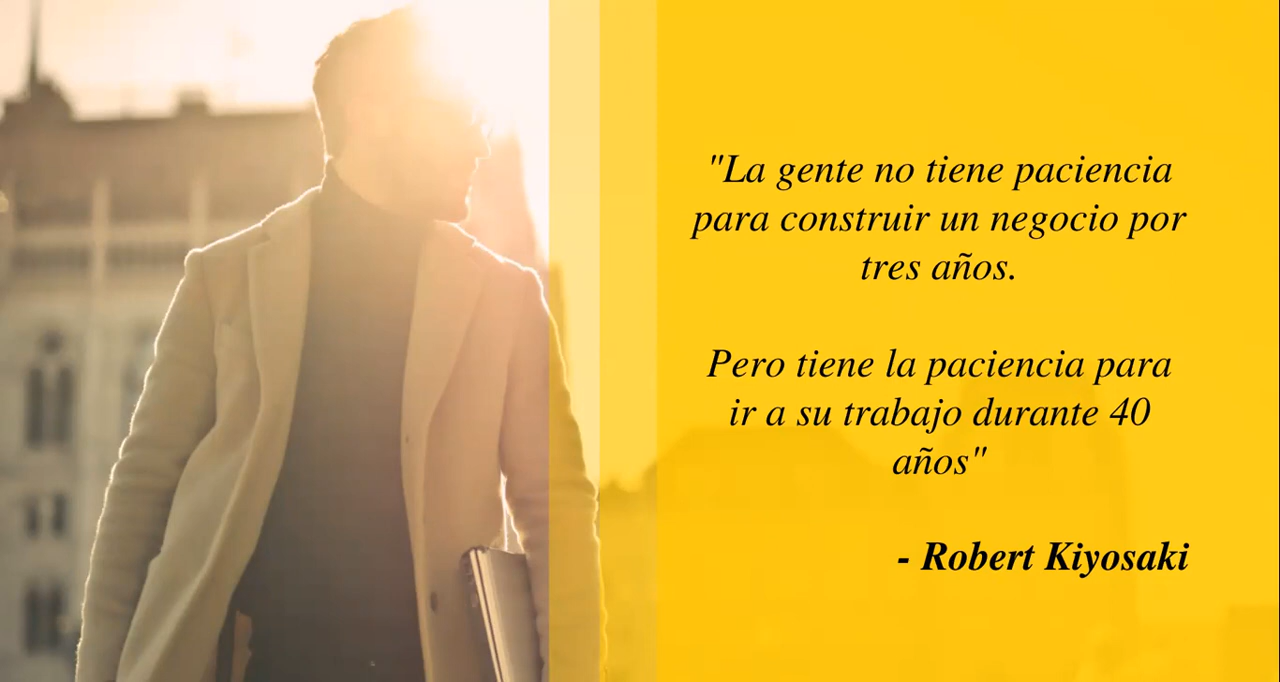 "La gente no tiene paciencia
para construir un negocio por
tres años.
Pero tiene la paciencia para
ir a su trabajo durante 40
años"
- Robert Kiyosaki